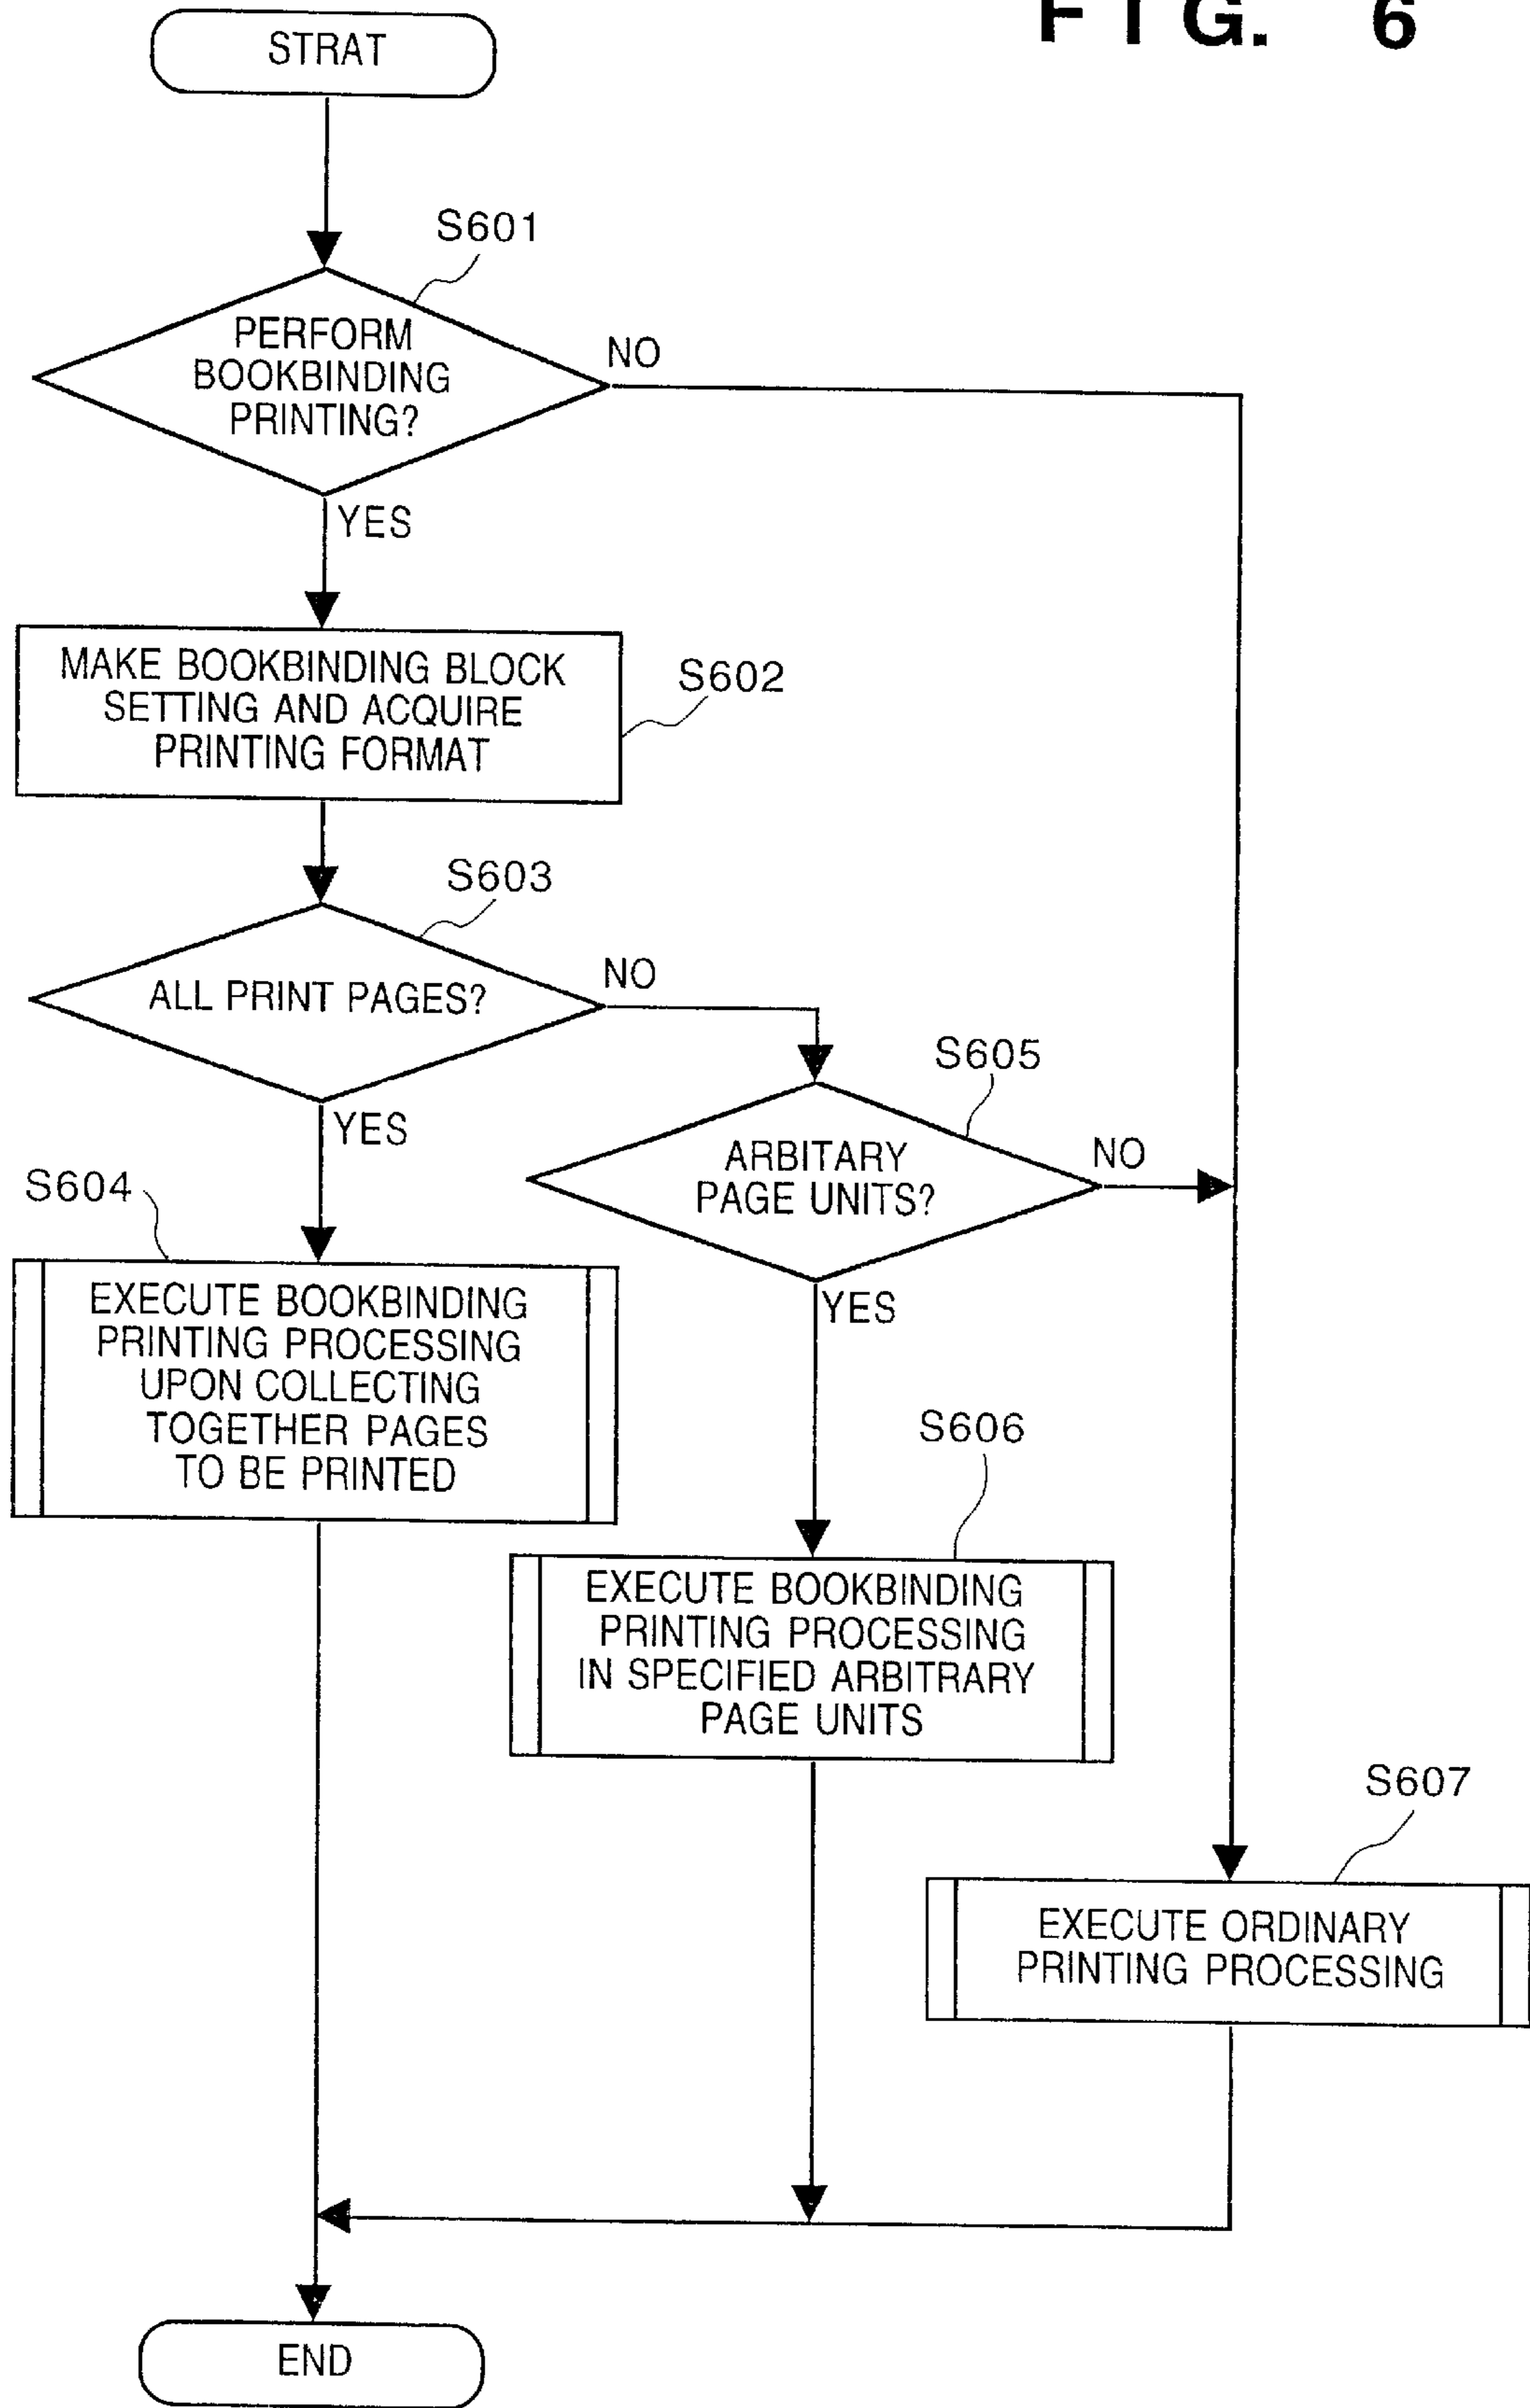 FIG. 6
STRAT
S601
PERFORM
BOOKBINDING
PRINTING?
NO
YES
MAKE BOOKBINDING BLOCK
SETTING AND ACQUIRE
PRINTING FORMAT
S602
S603
ALL PRINT PAGES?
NO
YES
S605
ARBITARY
PAGE UNITS?
NO
YES
S604
EXECUTE BOOKBINDING
PRINTING PROCESSING
UPON COLLECTING
TOGETHER PAGES
TO BE PRINTED
S606
EXECUTE BOOKBINDING
PRINTING PROCESSING
IN SPECIFIED ARBITRARY
PAGE UNITS
S607
EXECUTE ORDINARY
PRINTING PROCESSING
END